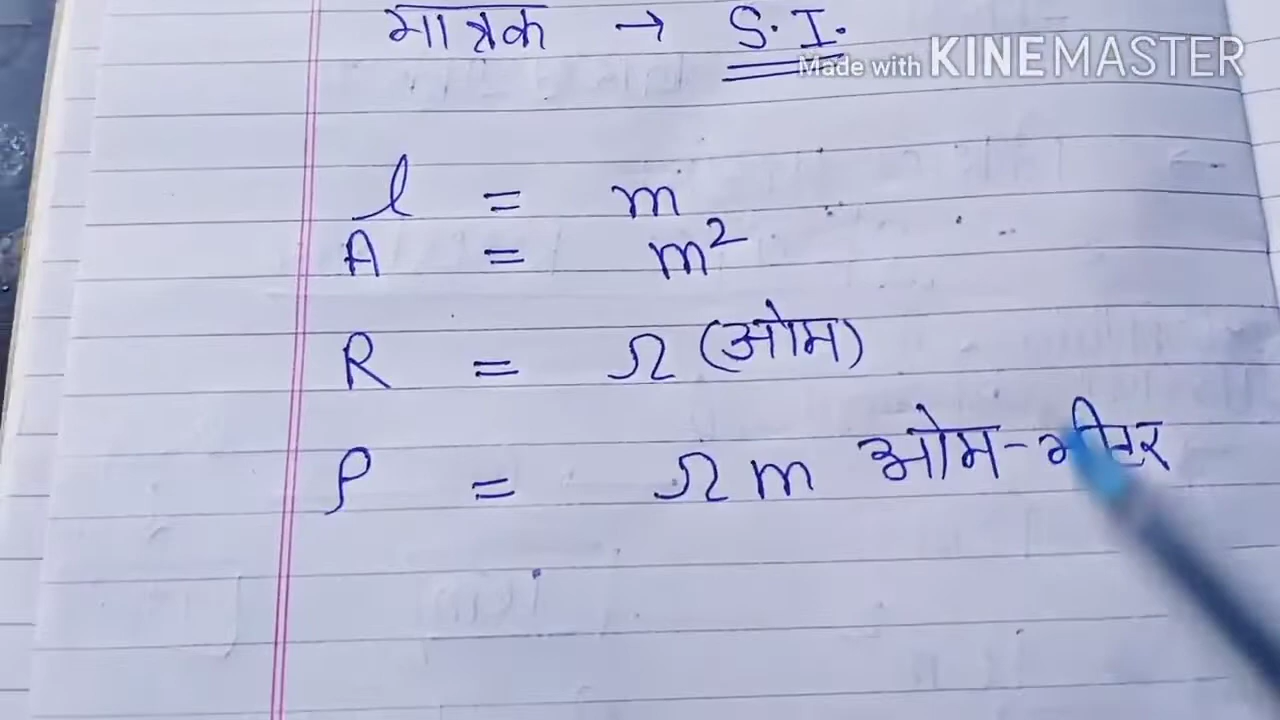 मात्रक → S.I.
Made with KINEMASTER
l = m
A = m²
R = Ω (ओम)
ρ = Ω m ओम-मीटर